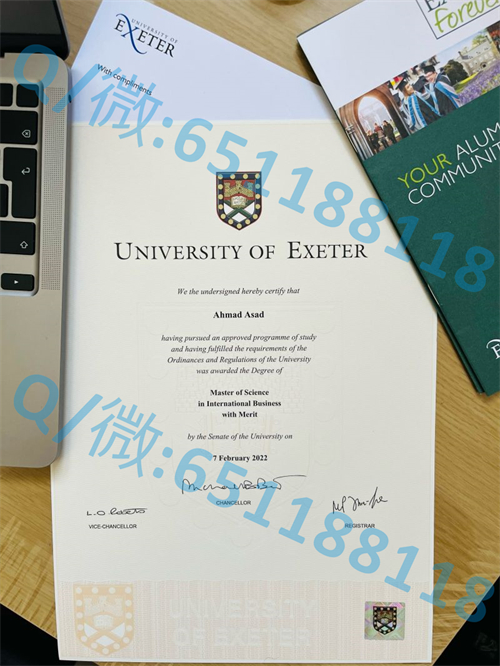 UNIVERSITY OF
EXETER
With compliments
Forever
YOUR ALUM
COMMUNIT
Q/微:651188118
UNIVERSITY OF EXETER
We the undersigned hereby certify that
Ahmad Asad
having pursued an approved programme of study
and having fulfilled the requirements of the
Ordinances and Regulations of the University
was awarded the Degree of
Master of Science
in International Business
with Merit
by the Senate of the University on
7 February 2022
Q/微:651188118
CHANCELLOR
VICE-CHANCELLOR
REGISTRAR
UNIVERSITY
OF EXETER